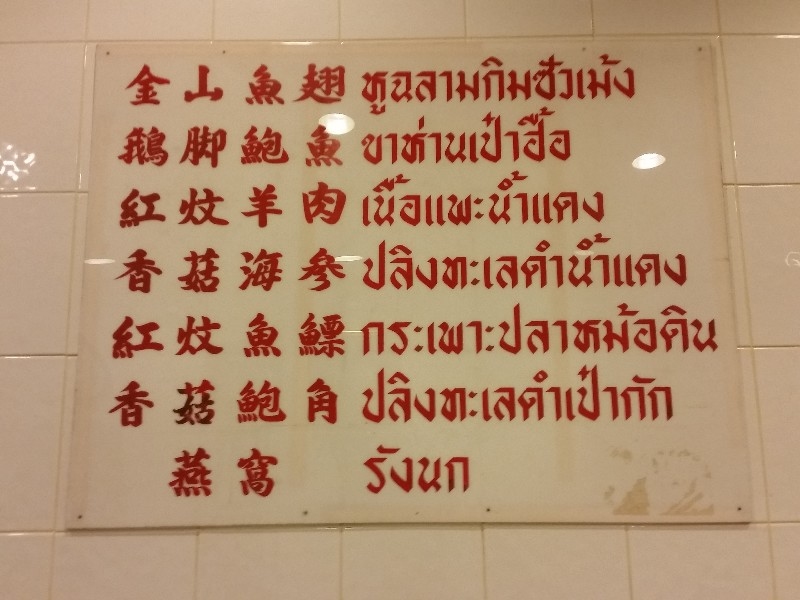 金山魚翅 หูฉลามกิมซัวเม้ง
鵝脚鮑魚 ขาห่านเป๋าฮื้อ
紅炆羊肉 เนื้อแพะน้ำแดง
香菇海參 ปลิงทะเลดำน้ำแดง
紅炆魚鰾 กระเพาะปลาหม้อดิน
香菇鮑角 ปลิงทะเลดำเป๋ากัก
燕窩 รังนก